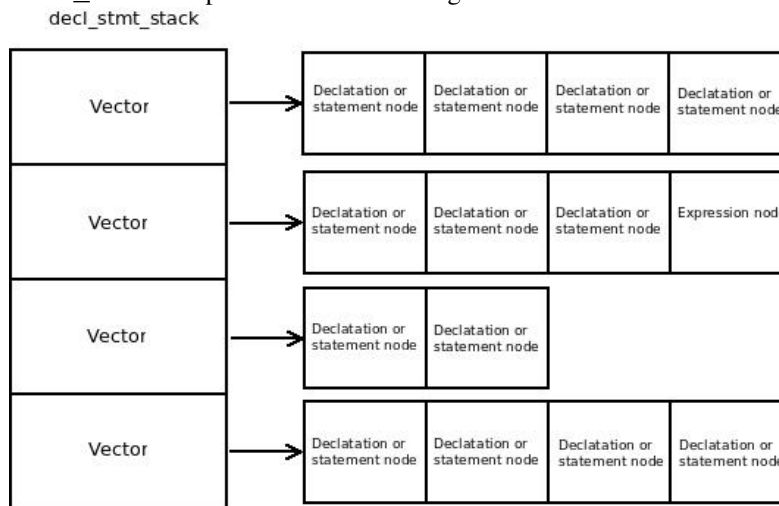 decl_stmt_stack
Vector
Declatation or
statement node
Declatation or
statement node
Declatation or
statement node
Declatation or
statement node
Vector
Declatation or
statement node
Declatation or
statement node
Declatation or
statement node
Expression nod
Vector
Declatation or
statement node
Declatation or
statement node
Vector
Declatation or
statement node
Declatation or
statement node
Declatation or
statement node
Declatation or
statement node